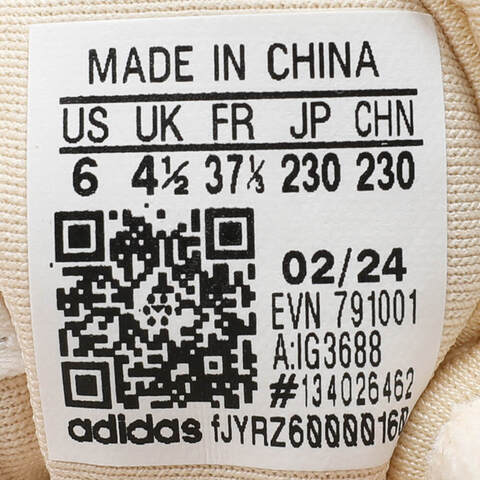 MADE IN CHINA
US UK FR JP CHN
6 4½ 37⅓ 230 230
02/24
EVN 791001
A:IG3688
#134026462
adidas fJYRZ60000160